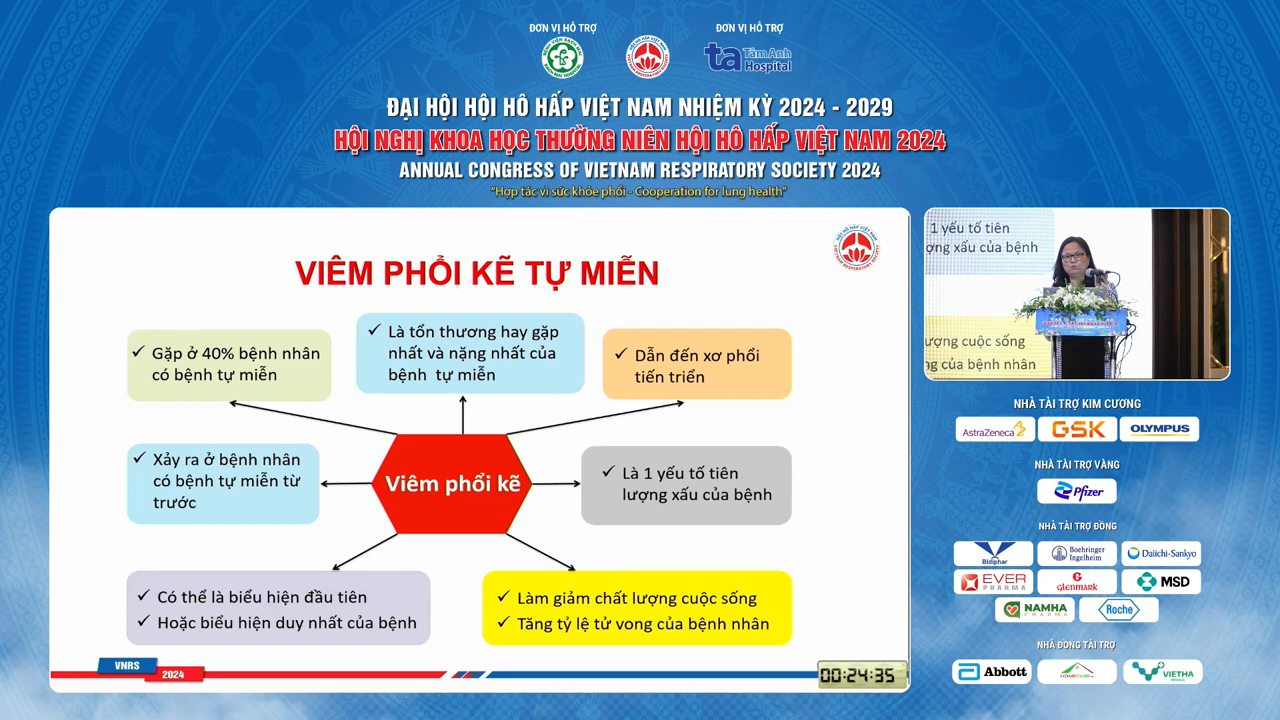 ĐƠN VỊ HỖ TRỢ
ĐƠN VỊ HỖ TRỢ
TâmAnh
Hospital
ĐẠI HỘI HỘI HÔ HẤP VIỆT NAM NHIỆM KỲ 2024 - 2029
HỘI NGHỊ KHOA HỌC THƯỜNG NIÊN HỘI HÔ HẤP VIỆT NAM 2024
ANNUAL CONGRESS OF VIETNAM RESPIRATORY SOCIETY 2024
"Hợp tác vì sức khỏe phổi - Cooperation for lung health"
VIÊM PHỔI KẼ TỰ MIỄN
✓ Gặp ở 40% bệnh nhân
có bệnh tự miễn
✓ Là tổn thương hay gặp
nhất và nặng nhất của
bệnh tự miễn
✓ Dẫn đến xơ phổi
tiến triển
✓ Xảy ra ở bệnh nhân
có bệnh tự miễn từ
trước
Viêm phổi kẽ
✓ Là 1 yếu tố tiên
lượng xấu của bệnh
✓ Có thể là biểu hiện đầu tiên
✓ Hoặc biểu hiện duy nhất của bệnh
✓ Làm giảm chất lượng cuộc sống
✓ Tăng tỷ lệ tử vong của bệnh nhân
VNRS
2024
00:24:35
1 yếu tố tiên
ợng xấu của bệnh
ượng cuộc sống
ng của bệnh nhân
NHÀ TÀI TRỢ KIM CƯƠNG
AstraZeneca
GSK
OLYMPUS
NHÀ TÀI TRỢ VÀNG
Pfizer
NHÀ TÀI TRỢ ĐỒNG
Bidiphar
Boehringer
Ingelheim
Daiichi-Sankyo
EVER
PHARMA
GLENMARK
MSD
NAMHA
PHARMA
Roche
NHÀ ĐỒNG TÀI TRỢ
Abbott
HOMECARE
VIETHA
MEDICAL